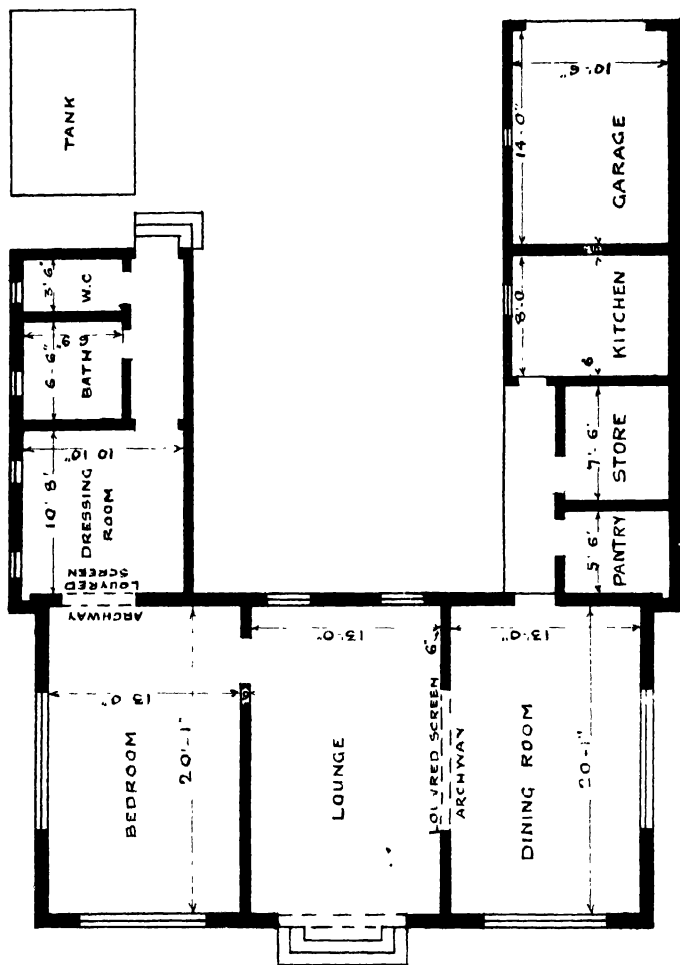 TANK
10'-6"
14'-0"
GARAGE
3' 6"
W.C
6-6"
BATH
8'-0
KITCHEN
6
10' 8'
10 10"
DRESSING
ROOM
7'-6'
STORE
5' 6'
PANTRY
LOUVRED
SCREEN
ARCHWAY
13 0"
20'-1"
BEDROOM
13'-0"
LOUNGE
6"
LOUVRED SCREEN
ARCHWAY
13'-0"
DINING ROOM
20-1"